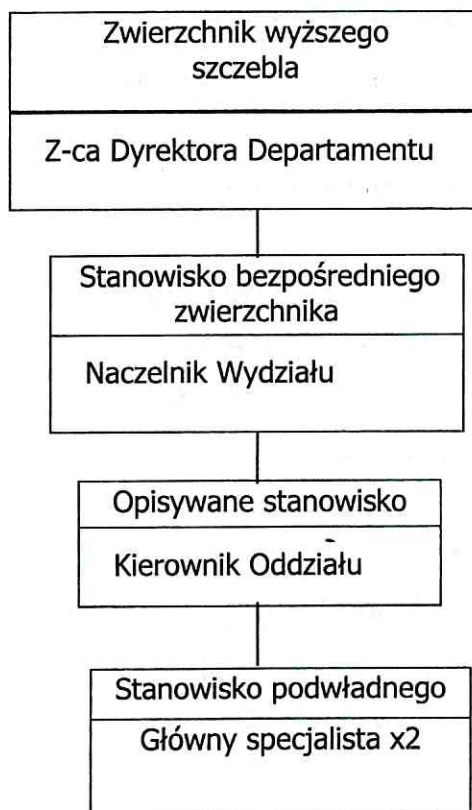 Zwierzchnik wyższego
szczebla
Z-ca Dyrektora Departamentu
Stanowisko bezpośredniego
zwierzchnika
Naczelnik Wydziału
Opisywane stanowisko
Kierownik Oddziału
Stanowisko podwładnego
Główny specjalista x2